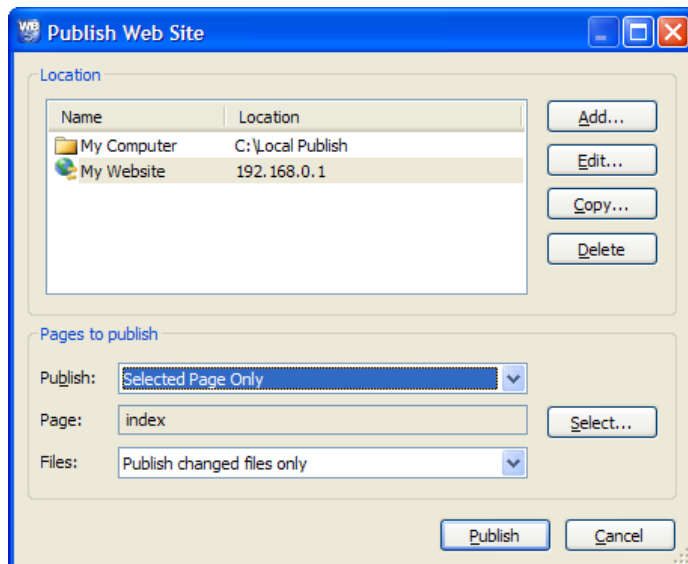 WB
Publish Web Site
Location
Name Location
My Computer C:\Local Publish
My Website 192.168.0.1
Add...
Edit...
Copy...
Delete
Pages to publish
Publish: Selected Page Only
Page: index
Select...
Files: Publish changed files only
Publish Cancel